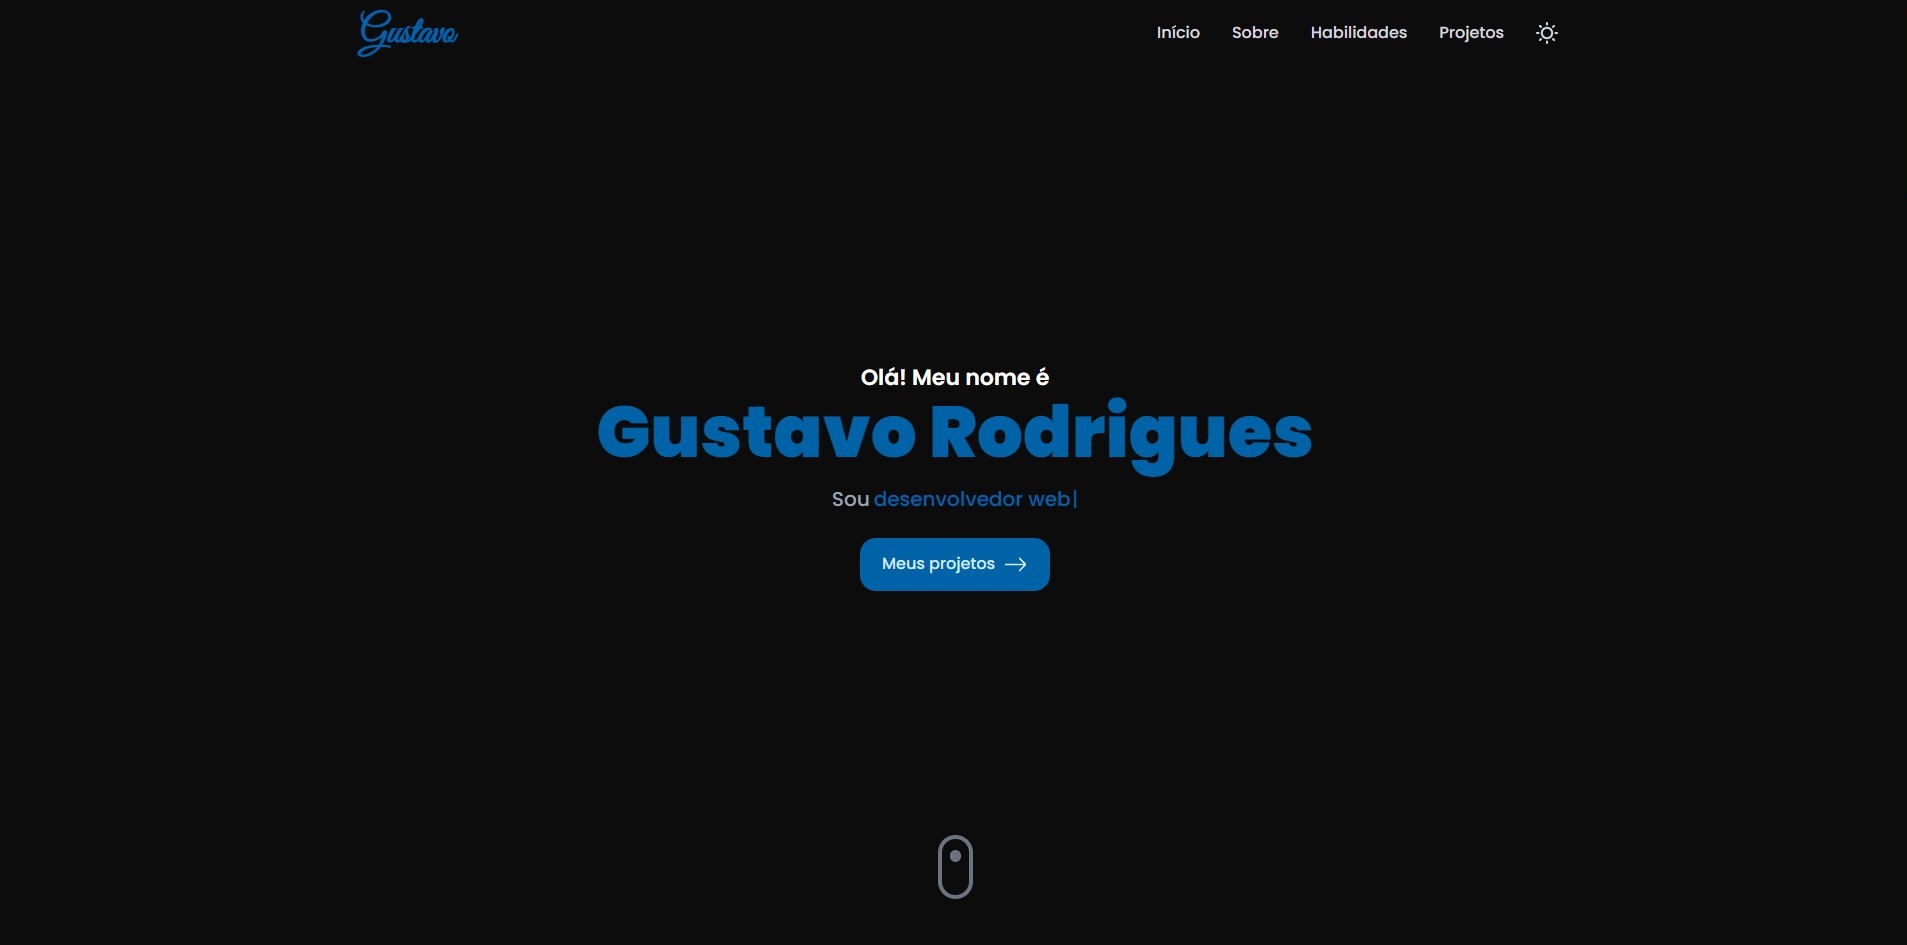 Gustavo
Início Sobre Habilidades Projetos
Olá! Meu nome é
Gustavo Rodrigues
Sou desenvolvedor web|
Meus projetos